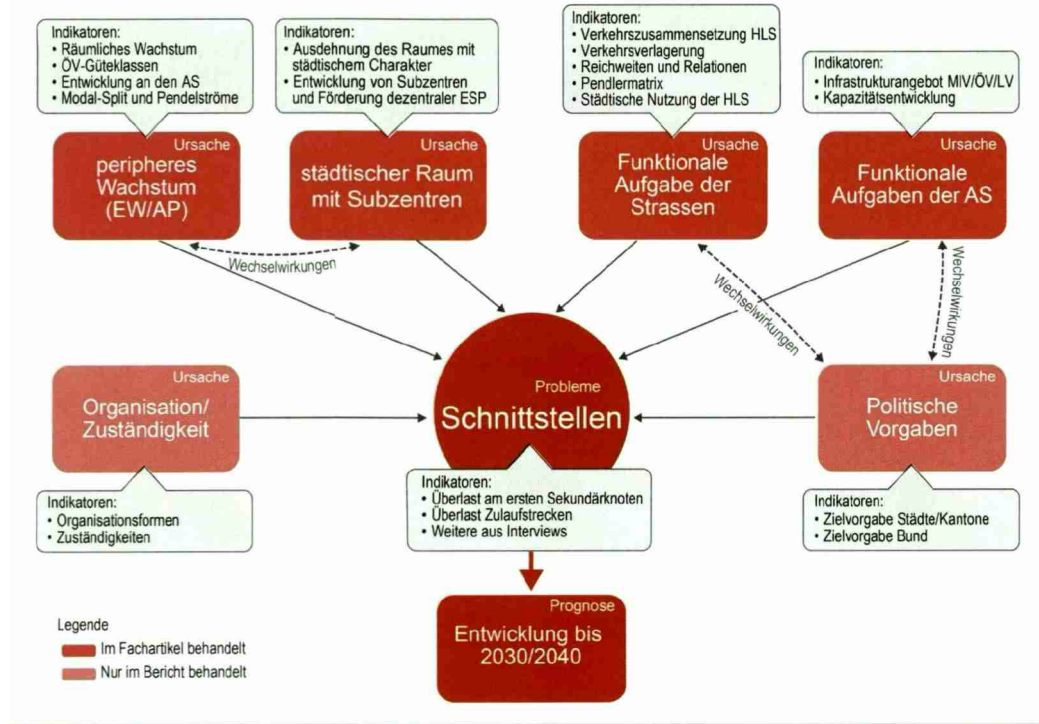 Indikatoren:
• Räumliches Wachstum
• ÖV-Güteklassen
• Entwicklung an den AS
• Modal-Split und Pendelströme
Indikatoren:
• Ausdehnung des Raumes mit
städtischem Charakter
• Entwicklung von Subzentren
und Förderung dezentraler ESP
Indikatoren:
• Verkehrszusammensetzung HLS
• Verkehrsverlagerung
• Reichweiten und Relationen
• Pendlermatrix
• Städtische Nutzung der HLS
Indikatoren:
• Infrastrukturangebot MIV/ÖV/LV
• Kapazitätsentwicklung
Ursache
peripheres
Wachstum
(EW/AP)
Ursache
städtischer Raum
mit Subzentren
Ursache
Funktionale
Aufgabe der
Strassen
Ursache
Funktionale
Aufgaben der AS
Wechselwirkungen
Wechselwirkungen
Wechselwirkungen
Ursache
Organisation/
Zuständigkeit
Probleme
Schnittstellen
Ursache
Politische
Vorgaben
Indikatoren:
• Organisationsformen
• Zuständigkeiten
Indikatoren:
• Überlast am ersten Sekundärknoten
• Überlast Zulaufstrecken
• Weitere aus Interviews
Indikatoren:
• Zielvorgabe Städte/Kantone
• Zielvorgabe Bund
Prognose
Entwicklung bis
2030/2040
Legende
Im Fachartikel behandelt
Nur im Bericht behandelt